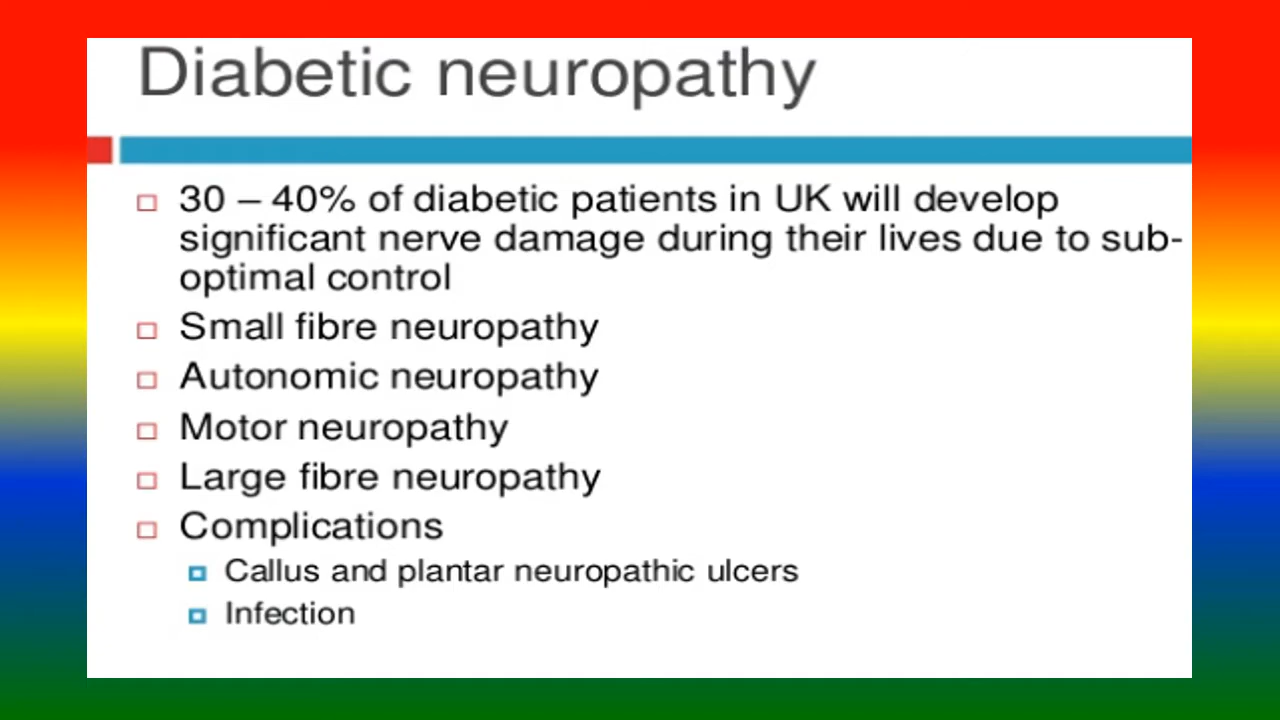 Diabetic neuropathy
30 – 40% of diabetic patients in UK will develop
significant nerve damage during their lives due to sub-
optimal control
Small fibre neuropathy
Autonomic neuropathy
Motor neuropathy
Large fibre neuropathy
Complications
Callus and plantar neuropathic ulcers
Infection